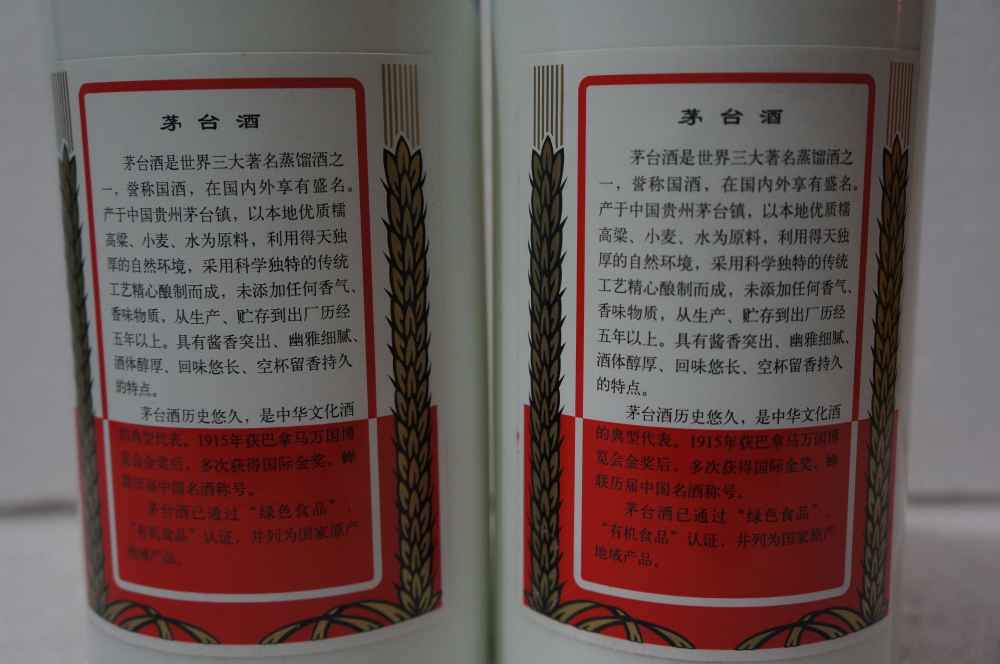 茅台酒
茅台酒是世界三大著名蒸馏酒之
一，誉称国酒，在国内外享有盛名。
产于中国贵州茅台镇，以本地优质糯
高粱、小麦、水为原料，利用得天独
厚的自然环境，采用科学独特的传统
工艺精心酿制而成，未添加任何香气、
香味物质，从生产、贮存到出厂历经
五年以上。具有酱香突出、幽雅细腻、
酒体醇厚、回味悠长、空杯留香持久
的特点。
茅台酒历史悠久，是中华文化酒
的典型代表。1915年获巴拿马万国博
览会金奖后，多次获得国际金奖，蝉
联历届中国名酒称号。
茅台酒已通过“绿色食品”、
“有机食品”认证，并列为国家原产
地域产品。
茅台酒
茅台酒是世界三大著名蒸馏酒之
一，誉称国酒，在国内外享有盛名。
产于中国贵州茅台镇，以本地优质糯
高粱、小麦、水为原料，利用得天独
厚的自然环境，采用科学独特的传统
工艺精心酿制而成，未添加任何香气、
香味物质，从生产、贮存到出厂历经
五年以上。具有酱香突出、幽雅细腻、
酒体醇厚、回味悠长、空杯留香持久
的特点。
茅台酒历史悠久，是中华文化酒
的典型代表。1915年获巴拿马万国博
览会金奖后，多次获得国际金奖，蝉
联历届中国名酒称号。
茅台酒已通过“绿色食品”、
“有机食品”认证，并列为国家原产
地域产品。